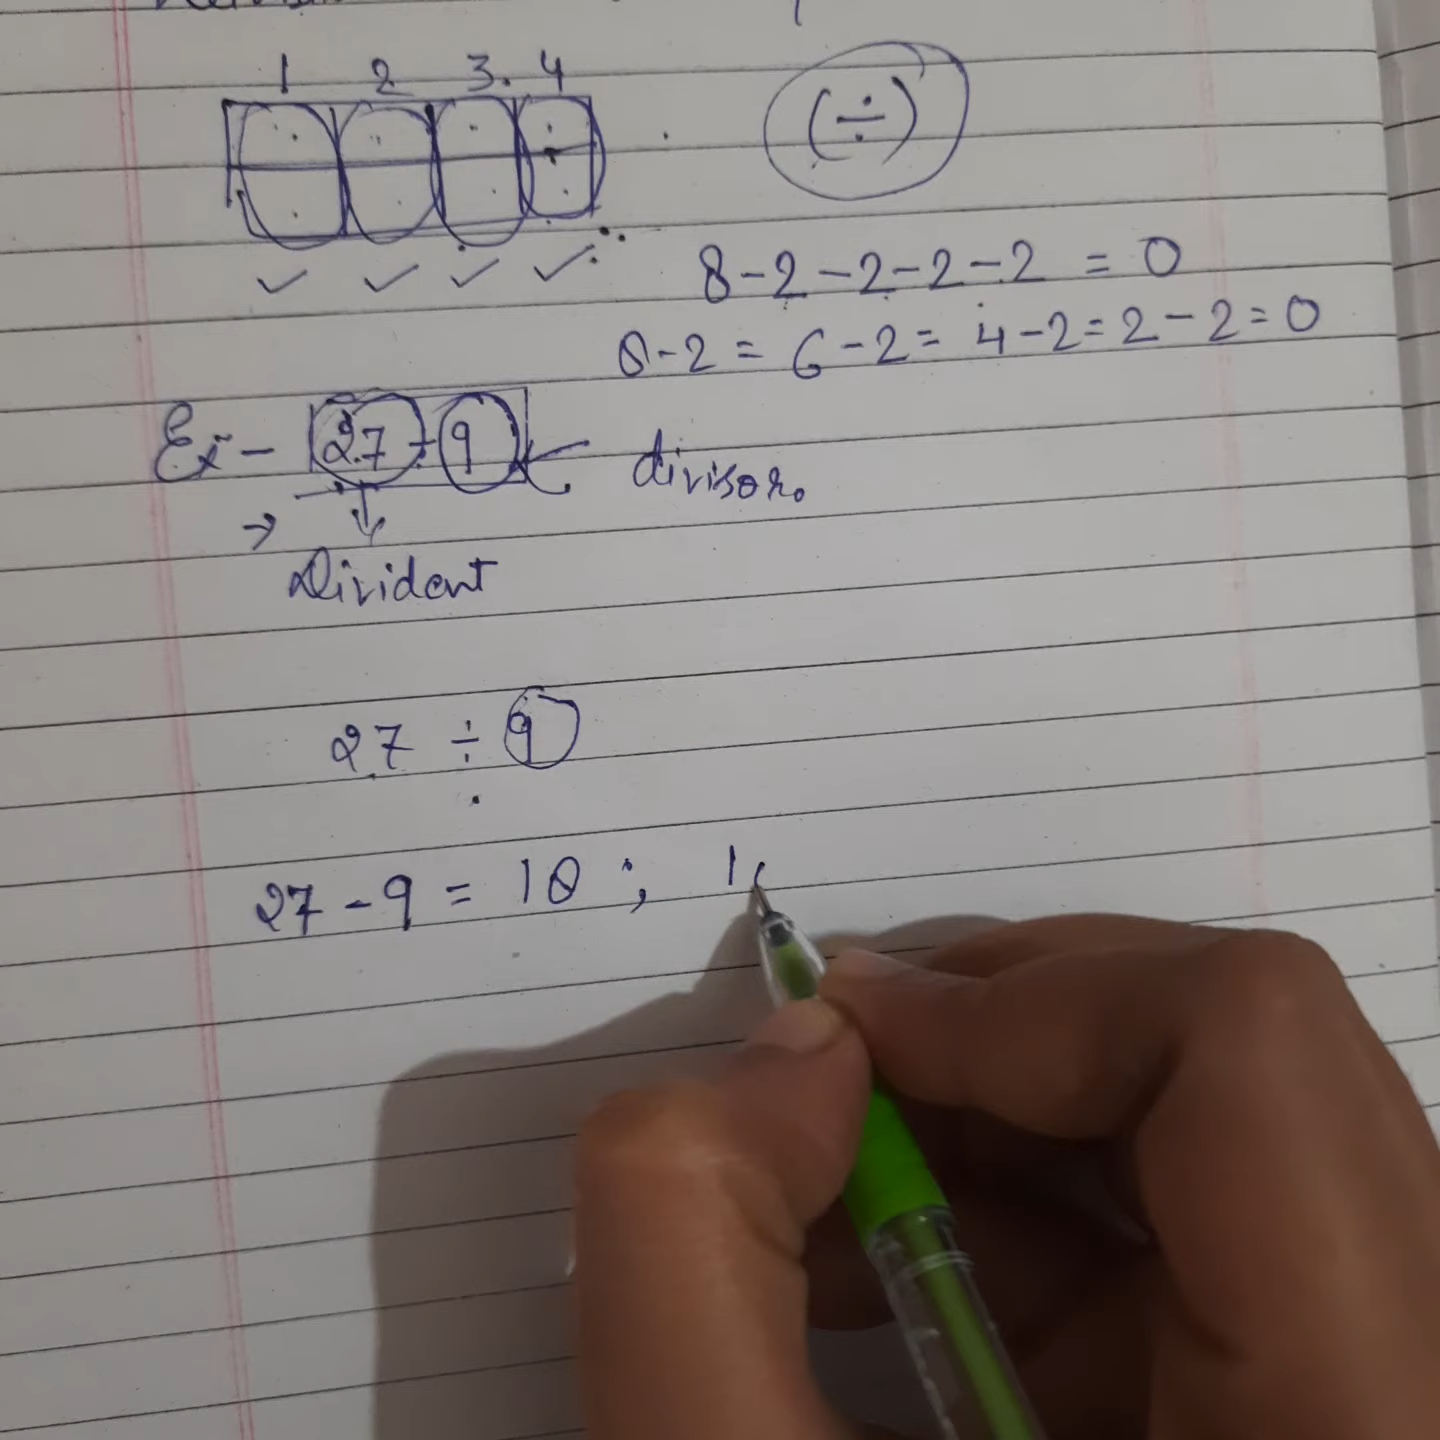 1 2 3. 4
(÷)
8-2-2-2-2 = 0
8-2 = 6-2 = 4-2=2-2=0
Ex- 27÷9 divisor.
→
Divident
27 ÷ 9
27-9 = 18 ; 1